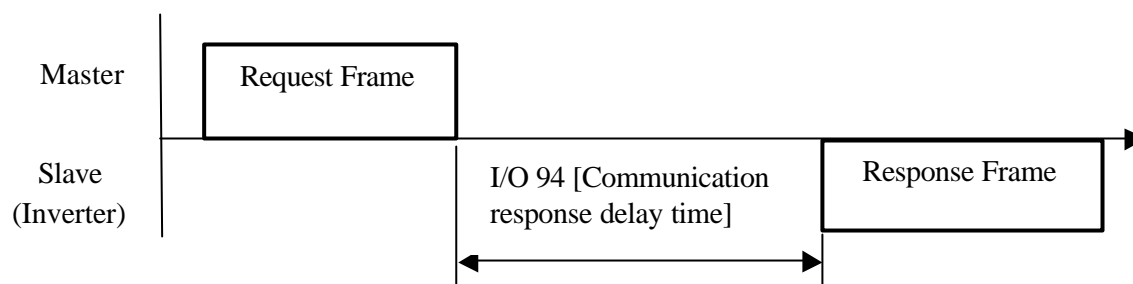 Master
Request Frame
Slave
(Inverter)
I/O 94 [Communication
response delay time]
Response Frame